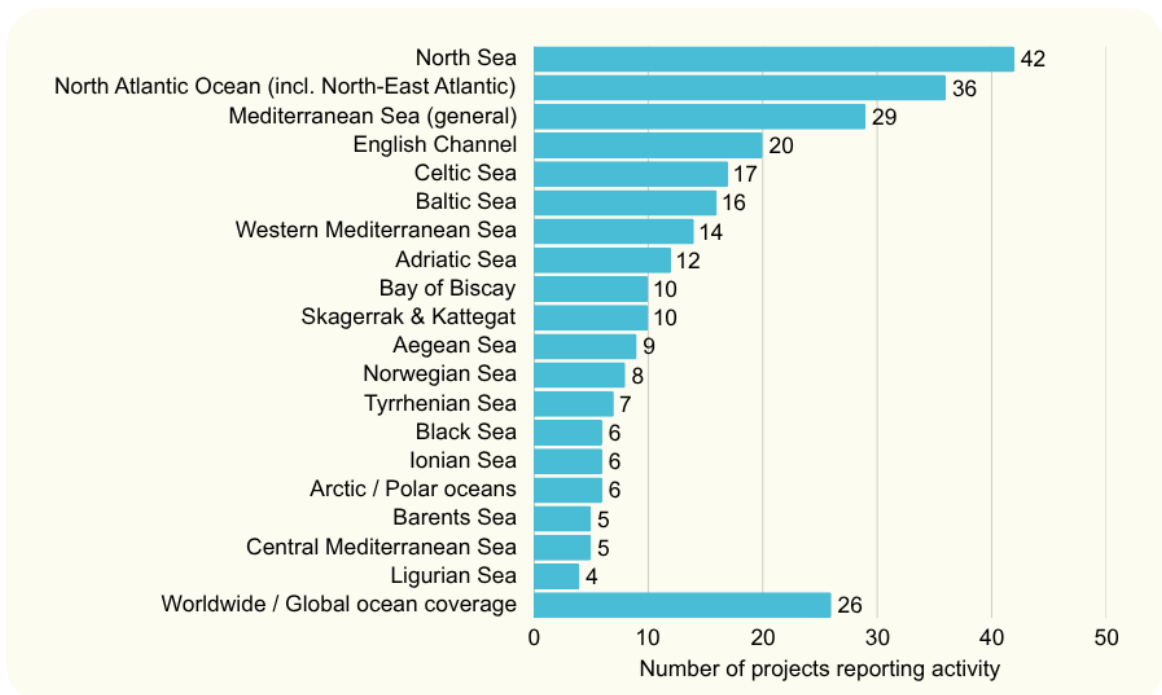 North Sea 42
North Atlantic Ocean (incl. North-East Atlantic) 36
Mediterranean Sea (general) 29
English Channel 20
Celtic Sea 17
Baltic Sea 16
Western Mediterranean Sea 14
Adriatic Sea 12
Bay of Biscay 10
Skagerrak & Kattegat 10
Aegean Sea 9
Norwegian Sea 8
Tyrrhenian Sea 7
Black Sea 6
Ionian Sea 6
Arctic / Polar oceans 6
Barents Sea 5
Central Mediterranean Sea 5
Ligurian Sea 4
Worldwide / Global ocean coverage 26
0 10 20 30 40 50
Number of projects reporting activity